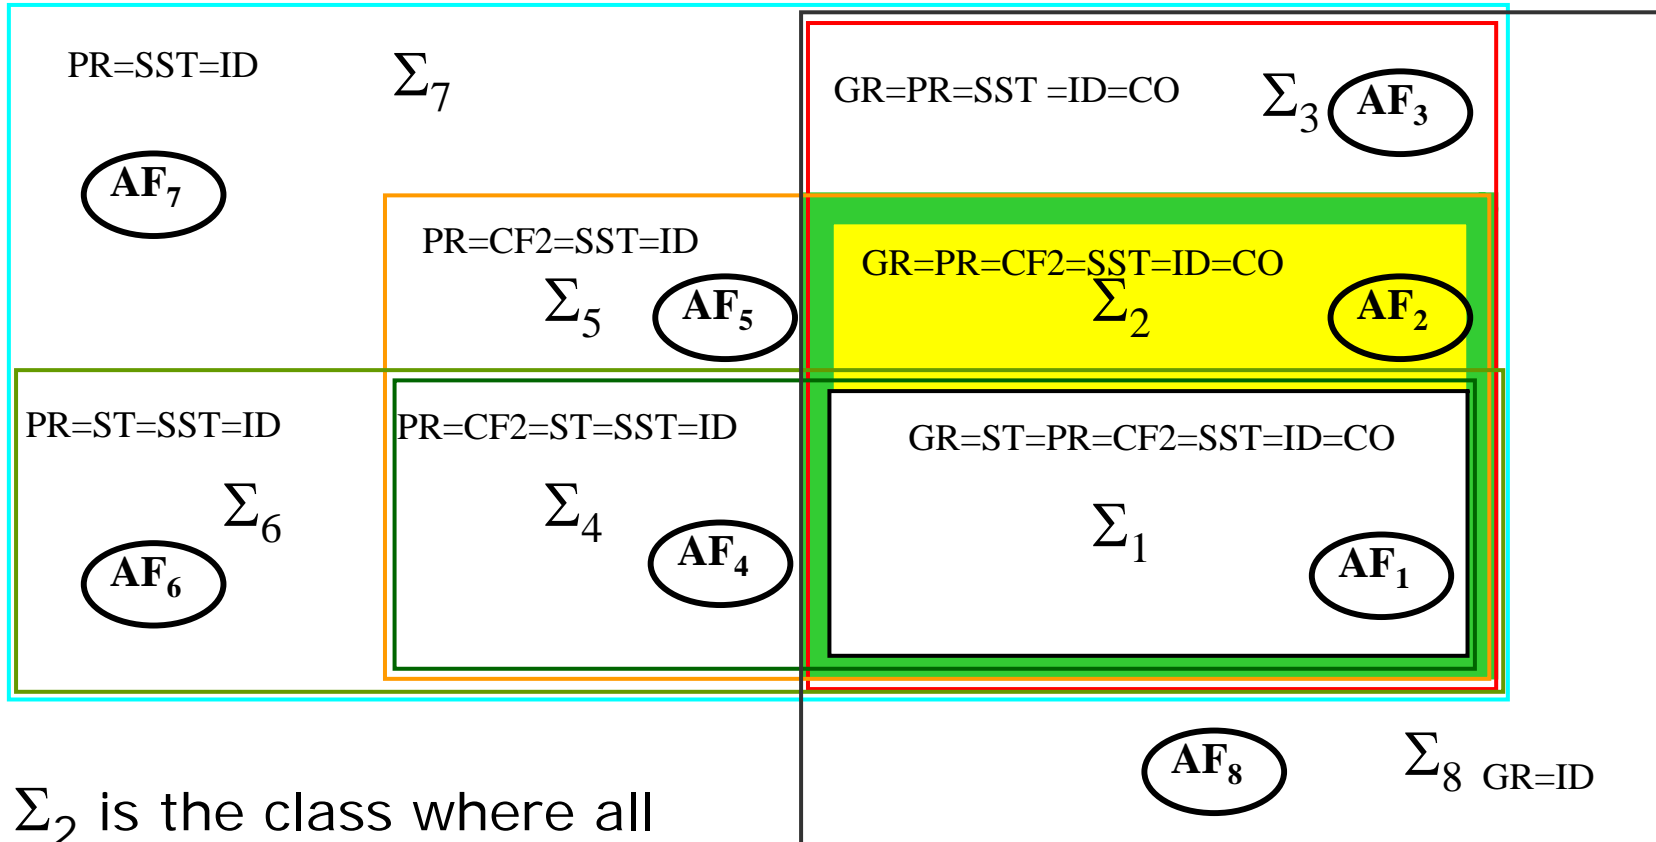 PR=SST=ID
Σ7
GR=PR=SST =ID=CO
Σ3
AF3
AF7
PR=CF2=SST=ID
Σ5
AF5
GR=PR=CF2=SST=ID=CO
Σ2
AF2
PR=ST=SST=ID
Σ6
AF6
PR=CF2=ST=SST=ID
Σ4
AF4
GR=ST=PR=CF2=SST=ID=CO
Σ1
AF1
AF8
Σ8 GR=ID
Σ2 is the class where all